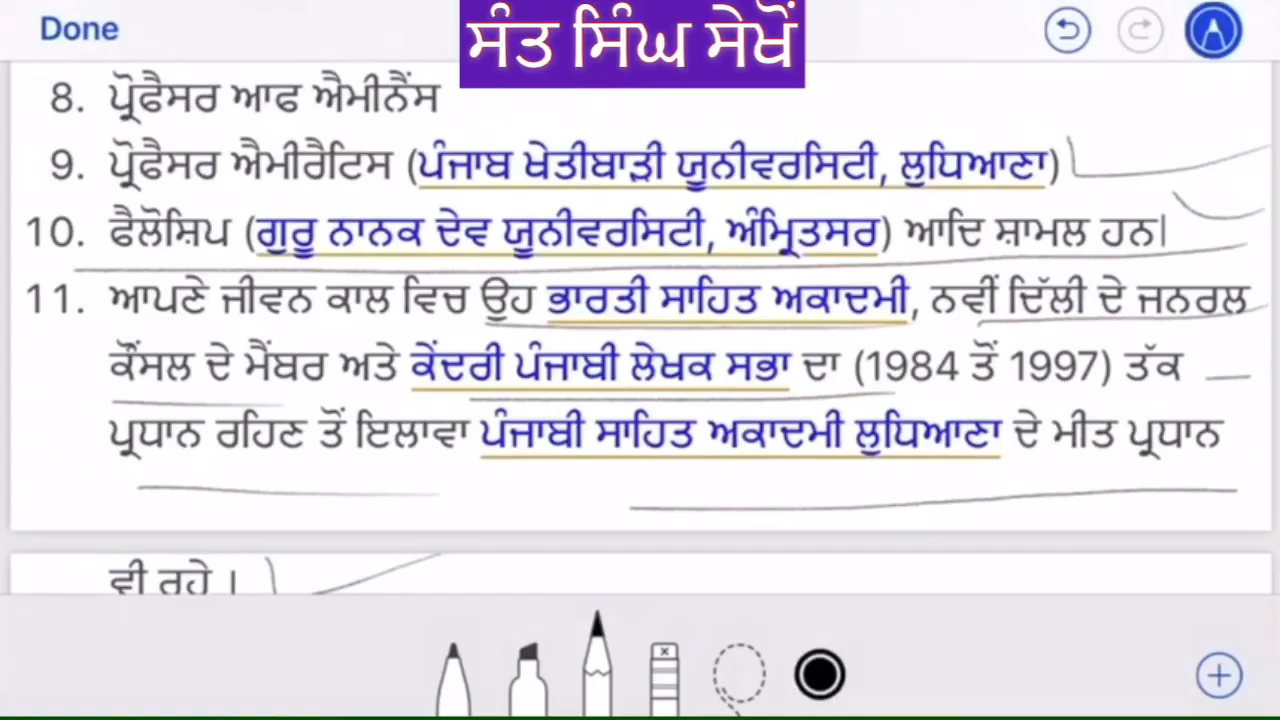 Done
ਸੰਤ ਸਿੰਘ ਸੇਖੋਂ
8. ਪ੍ਰੋਫੈਸਰ ਆਫ ਐਮੀਨੈਂਸ
9. ਪ੍ਰੋਫੈਸਰ ਐਮੀਰੈਟਿਸ (ਪੰਜਾਬ ਖੇਤੀਬਾੜੀ ਯੂਨੀਵਰਸਿਟੀ, ਲੁਧਿਆਣਾ)
10. ਫੈਲੋਸ਼ਿਪ (ਗੁਰੂ ਨਾਨਕ ਦੇਵ ਯੂਨੀਵਰਸਿਟੀ, ਅੰਮ੍ਰਿਤਸਰ) ਆਦਿ ਸ਼ਾਮਲ ਹਨ।
11. ਆਪਣੇ ਜੀਵਨ ਕਾਲ ਵਿਚ ਉਹ ਭਾਰਤੀ ਸਾਹਿਤ ਅਕਾਦਮੀ, ਨਵੀਂ ਦਿੱਲੀ ਦੇ ਜਨਰਲ
ਕੌਂਸਲ ਦੇ ਮੈਂਬਰ ਅਤੇ ਕੇਂਦਰੀ ਪੰਜਾਬੀ ਲੇਖਕ ਸਭਾ ਦਾ (1984 ਤੋਂ 1997) ਤੱਕ
ਪ੍ਰਧਾਨ ਰਹਿਣ ਤੋਂ ਇਲਾਵਾ ਪੰਜਾਬੀ ਸਾਹਿਤ ਅਕਾਦਮੀ ਲੁਧਿਆਣਾ ਦੇ ਮੀਤ ਪ੍ਰਧਾਨ
ਵੀ ਰਹੇ ।